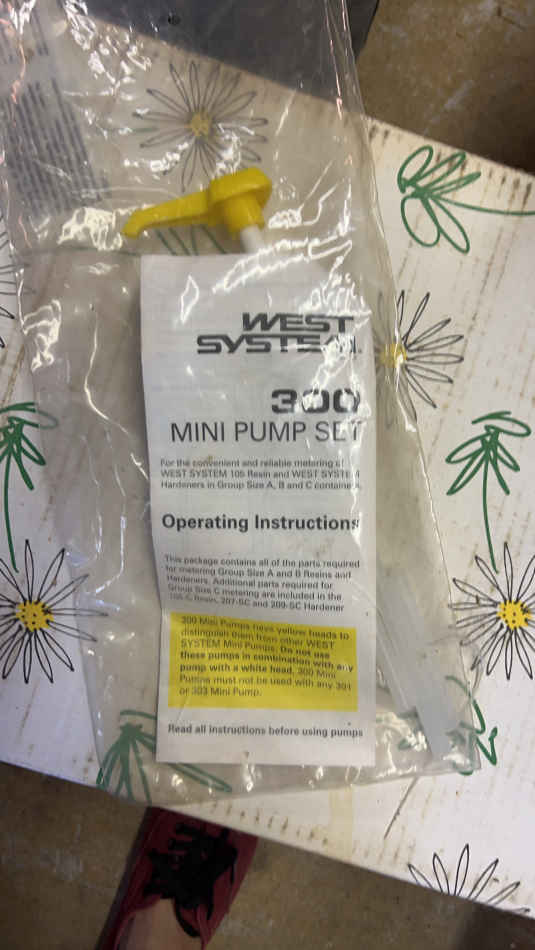 WEST
SYSTEM.
300
MINI PUMP SET
For the convenient and reliable metering of
WEST SYSTEM 105 Resin and WEST SYSTEM
Hardeners in Group Size A, B and C containers.
Operating Instructions
This package contains all of the parts required
for metering Group Size A and B Resins and
Hardeners. Additional parts required for
Group Size C metering are included in the
105-C Resin, 207-SC and 209-SC Hardener
300 Mini Pumps have yellow heads to
distinguish them from other WEST
SYSTEM Mini Pumps. Do not use
these pumps in combination with any
pump with a white head. 300 Mini
Pumps must not be used with any 301
or 303 Mini Pump.
Read all instructions before using pumps